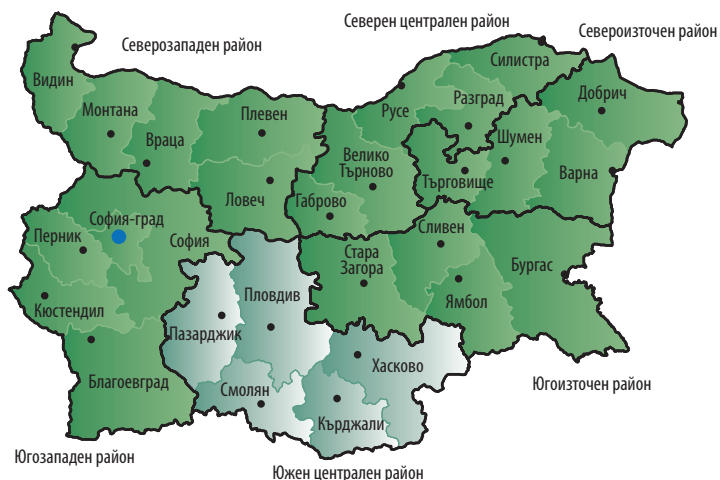 Северен централен район
Североизточен район
Северозападен район
Силистра
Видин
Добрич
Разград
Монтана
Плевен
Русе
Враца
Шумен
Велико
Търново
Варна
Търговище
Ловеч
Габрово
София-град
Перник
София
Сливен
Стара
Загора
Бургас
Пловдив
Ямбол
Кюстендил
Пазарджик
Хасково
Благоевград
Смолян
Югоизточен район
Кърджали
Югозападен район
Южен централен район